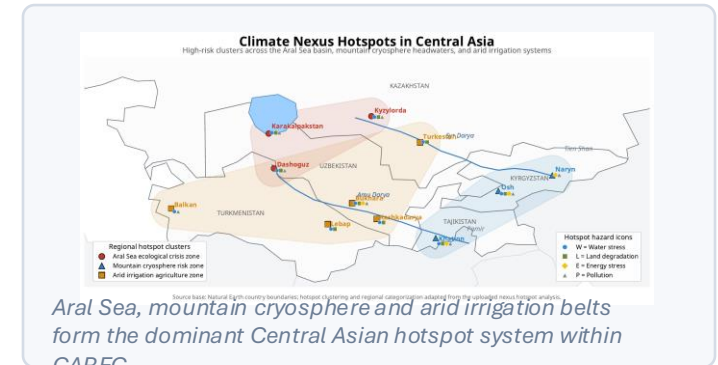 Climate Nexus Hotspots in Central Asia
High-risk clusters across the Aral Sea basin, mountain cryosphere headwaters, and arid irrigation systems
KAZAKHSTAN
Kyzylorda
Karakalpakstan
Turkestan
Syr Darya
Tien Shan
Dashoguz
UZBEKISTAN
Naryn
KYRGYZSTAN
Osh
Amu Darya
Bukhara
Balkan
TURKMENISTAN
Lebap
Kashkadarya
TAJIKISTAN
Pamir
Khatlon
Regional hotspot clusters
Aral Sea ecological crisis zone
Mountain cryosphere risk zone
Arid irrigation agriculture zone
Hotspot hazard icons
W = Water stress
L = Land degradation
E = Energy stress
P = Pollution
Source basis: Natural Earth country boundaries; hotspot clustering and regional categorization adapted from the uploaded nexus hotspot analysis.
Aral Sea, mountain cryosphere and arid irrigation belts
form the dominant Central Asian hotspot system within
CAREC